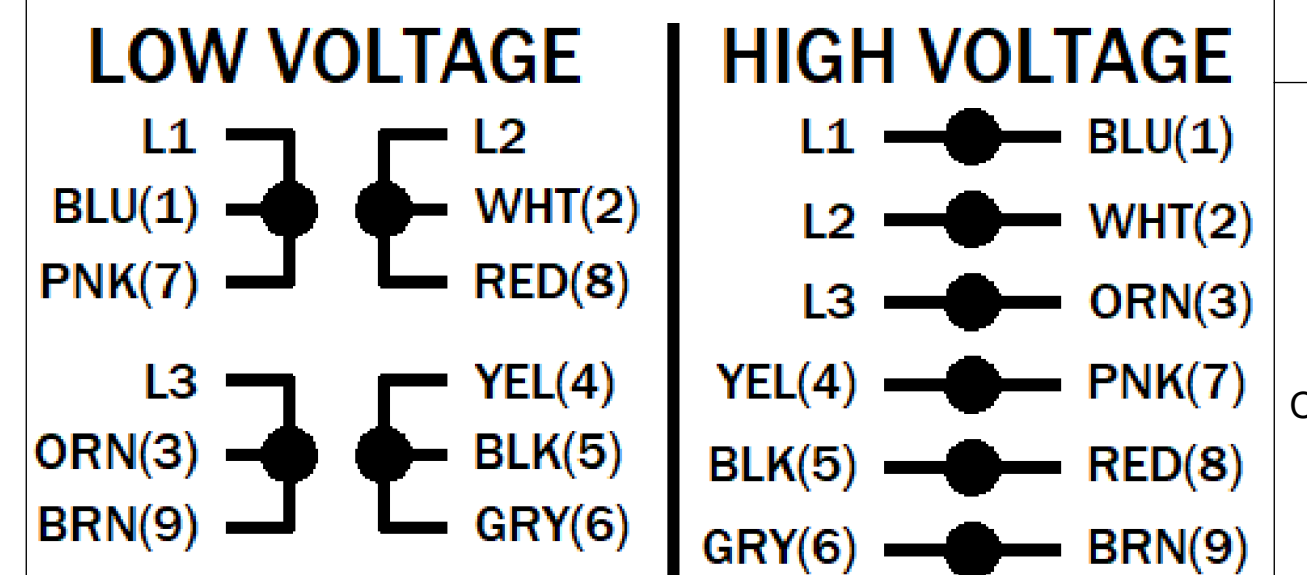 LOW VOLTAGE
L1
BLU(1)
PNK(7)
L2
WHT(2)
RED(8)
L3
ORN(3)
BRN(9)
YEL(4)
BLK(5)
GRY(6)
HIGH VOLTAGE
L1 BLU(1)
L2 WHT(2)
L3 ORN(3)
YEL(4) PNK(7)
BLK(5) RED(8)
GRY(6) BRN(9)